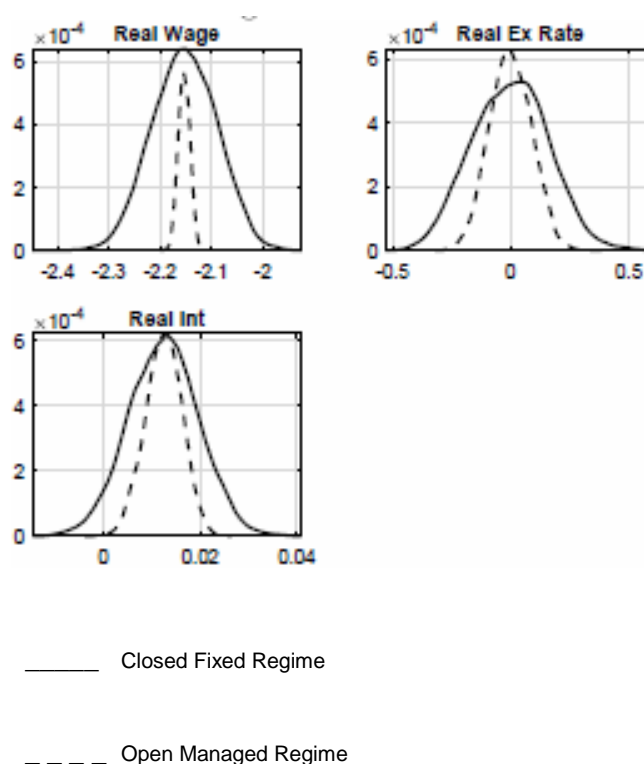 ×10⁻⁴ Real Wage
6
4
2
0
-2.4 -2.3 -2.2 -2.1 -2
×10⁻⁴ Real Ex Rate
6
4
2
0
-0.5 0 0.5
×10⁻⁴ Real Int
6
4
2
0
0 0.02 0.04
_____ Closed Fixed Regime
_ _ _ _ Open Managed Regime